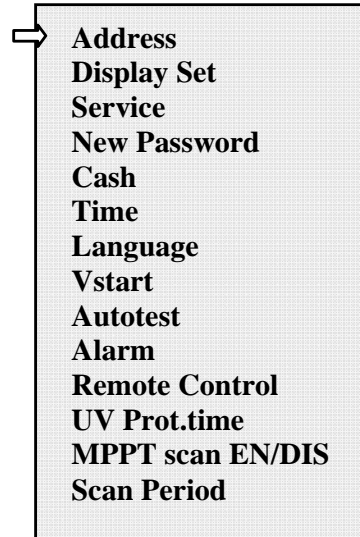 Address
Display Set
Service
New Password
Cash
Time
Language
Vstart
Autotest
Alarm
Remote Control
UV Prot.time
MPPT scan EN/DIS
Scan Period